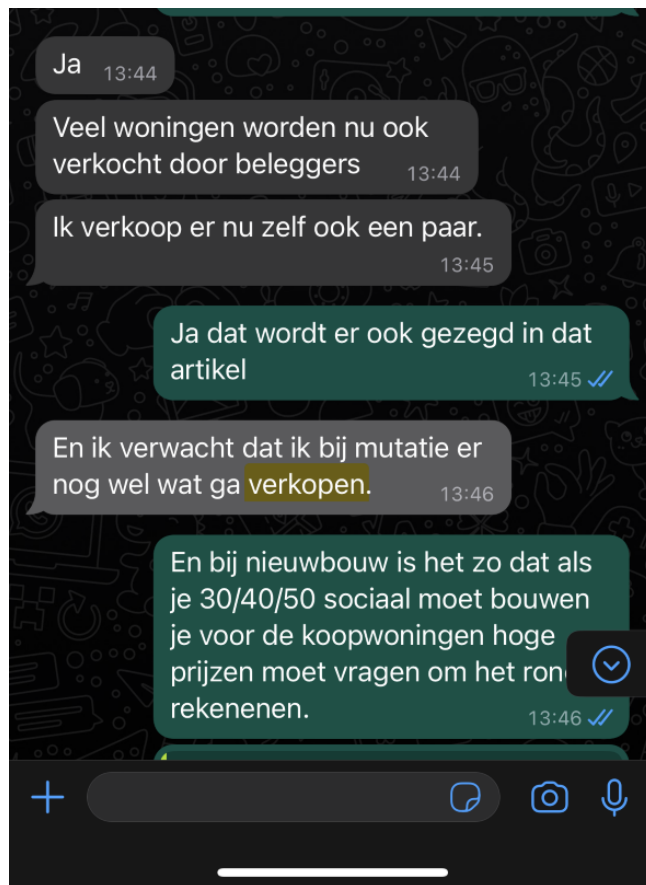 Ja 13:44
Veel woningen worden nu ook
verkocht door beleggers 13:44
Ik verkoop er nu zelf ook een paar.
13:45
Ja dat wordt er ook gezegd in dat
artikel 13:45
En ik verwacht dat ik bij mutatie er
nog wel wat ga verkopen. 13:46
En bij nieuwbouw is het zo dat als
je 30/40/50 sociaal moet bouwen
je voor de koopwoningen hoge
prijzen moet vragen om het ron
rekenenen. 13:46